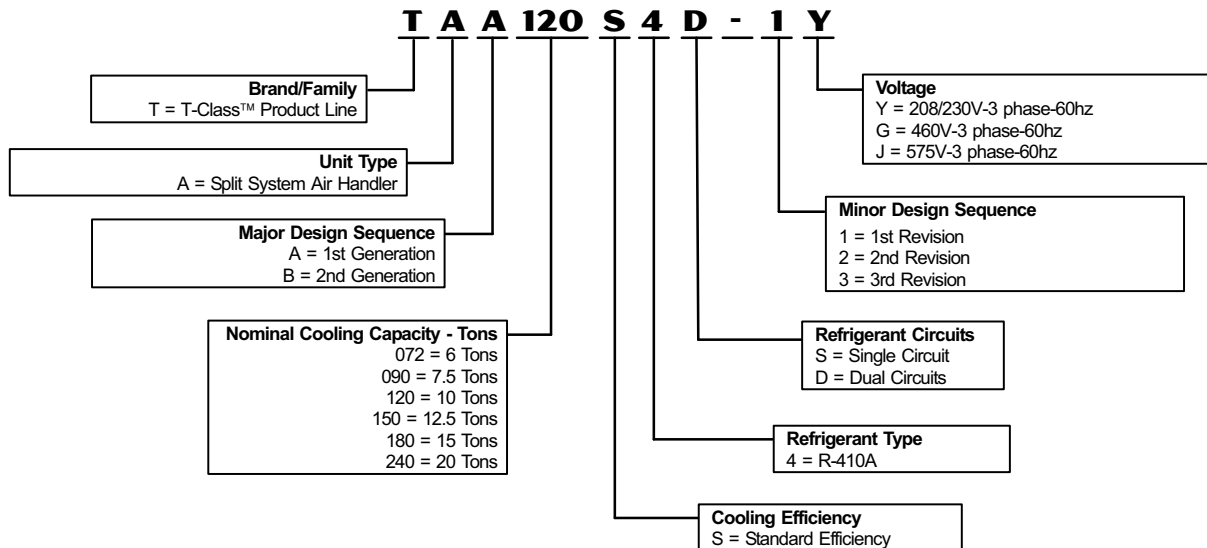 T A A 120 S 4 D - 1 Y
Brand/Family
T = T-Class™ Product Line
Unit Type
A = Split System Air Handler
Major Design Sequence
A = 1st Generation
B = 2nd Generation
Nominal Cooling Capacity - Tons
072 = 6 Tons
090 = 7.5 Tons
120 = 10 Tons
150 = 12.5 Tons
180 = 15 Tons
240 = 20 Tons
Voltage
Y = 208/230V-3 phase-60hz
G = 460V-3 phase-60hz
J = 575V-3 phase-60hz
Minor Design Sequence
1 = 1st Revision
2 = 2nd Revision
3 = 3rd Revision
Refrigerant Circuits
S = Single Circuit
D = Dual Circuits
Refrigerant Type
4 = R-410A
Cooling Efficiency
S = Standard Efficiency